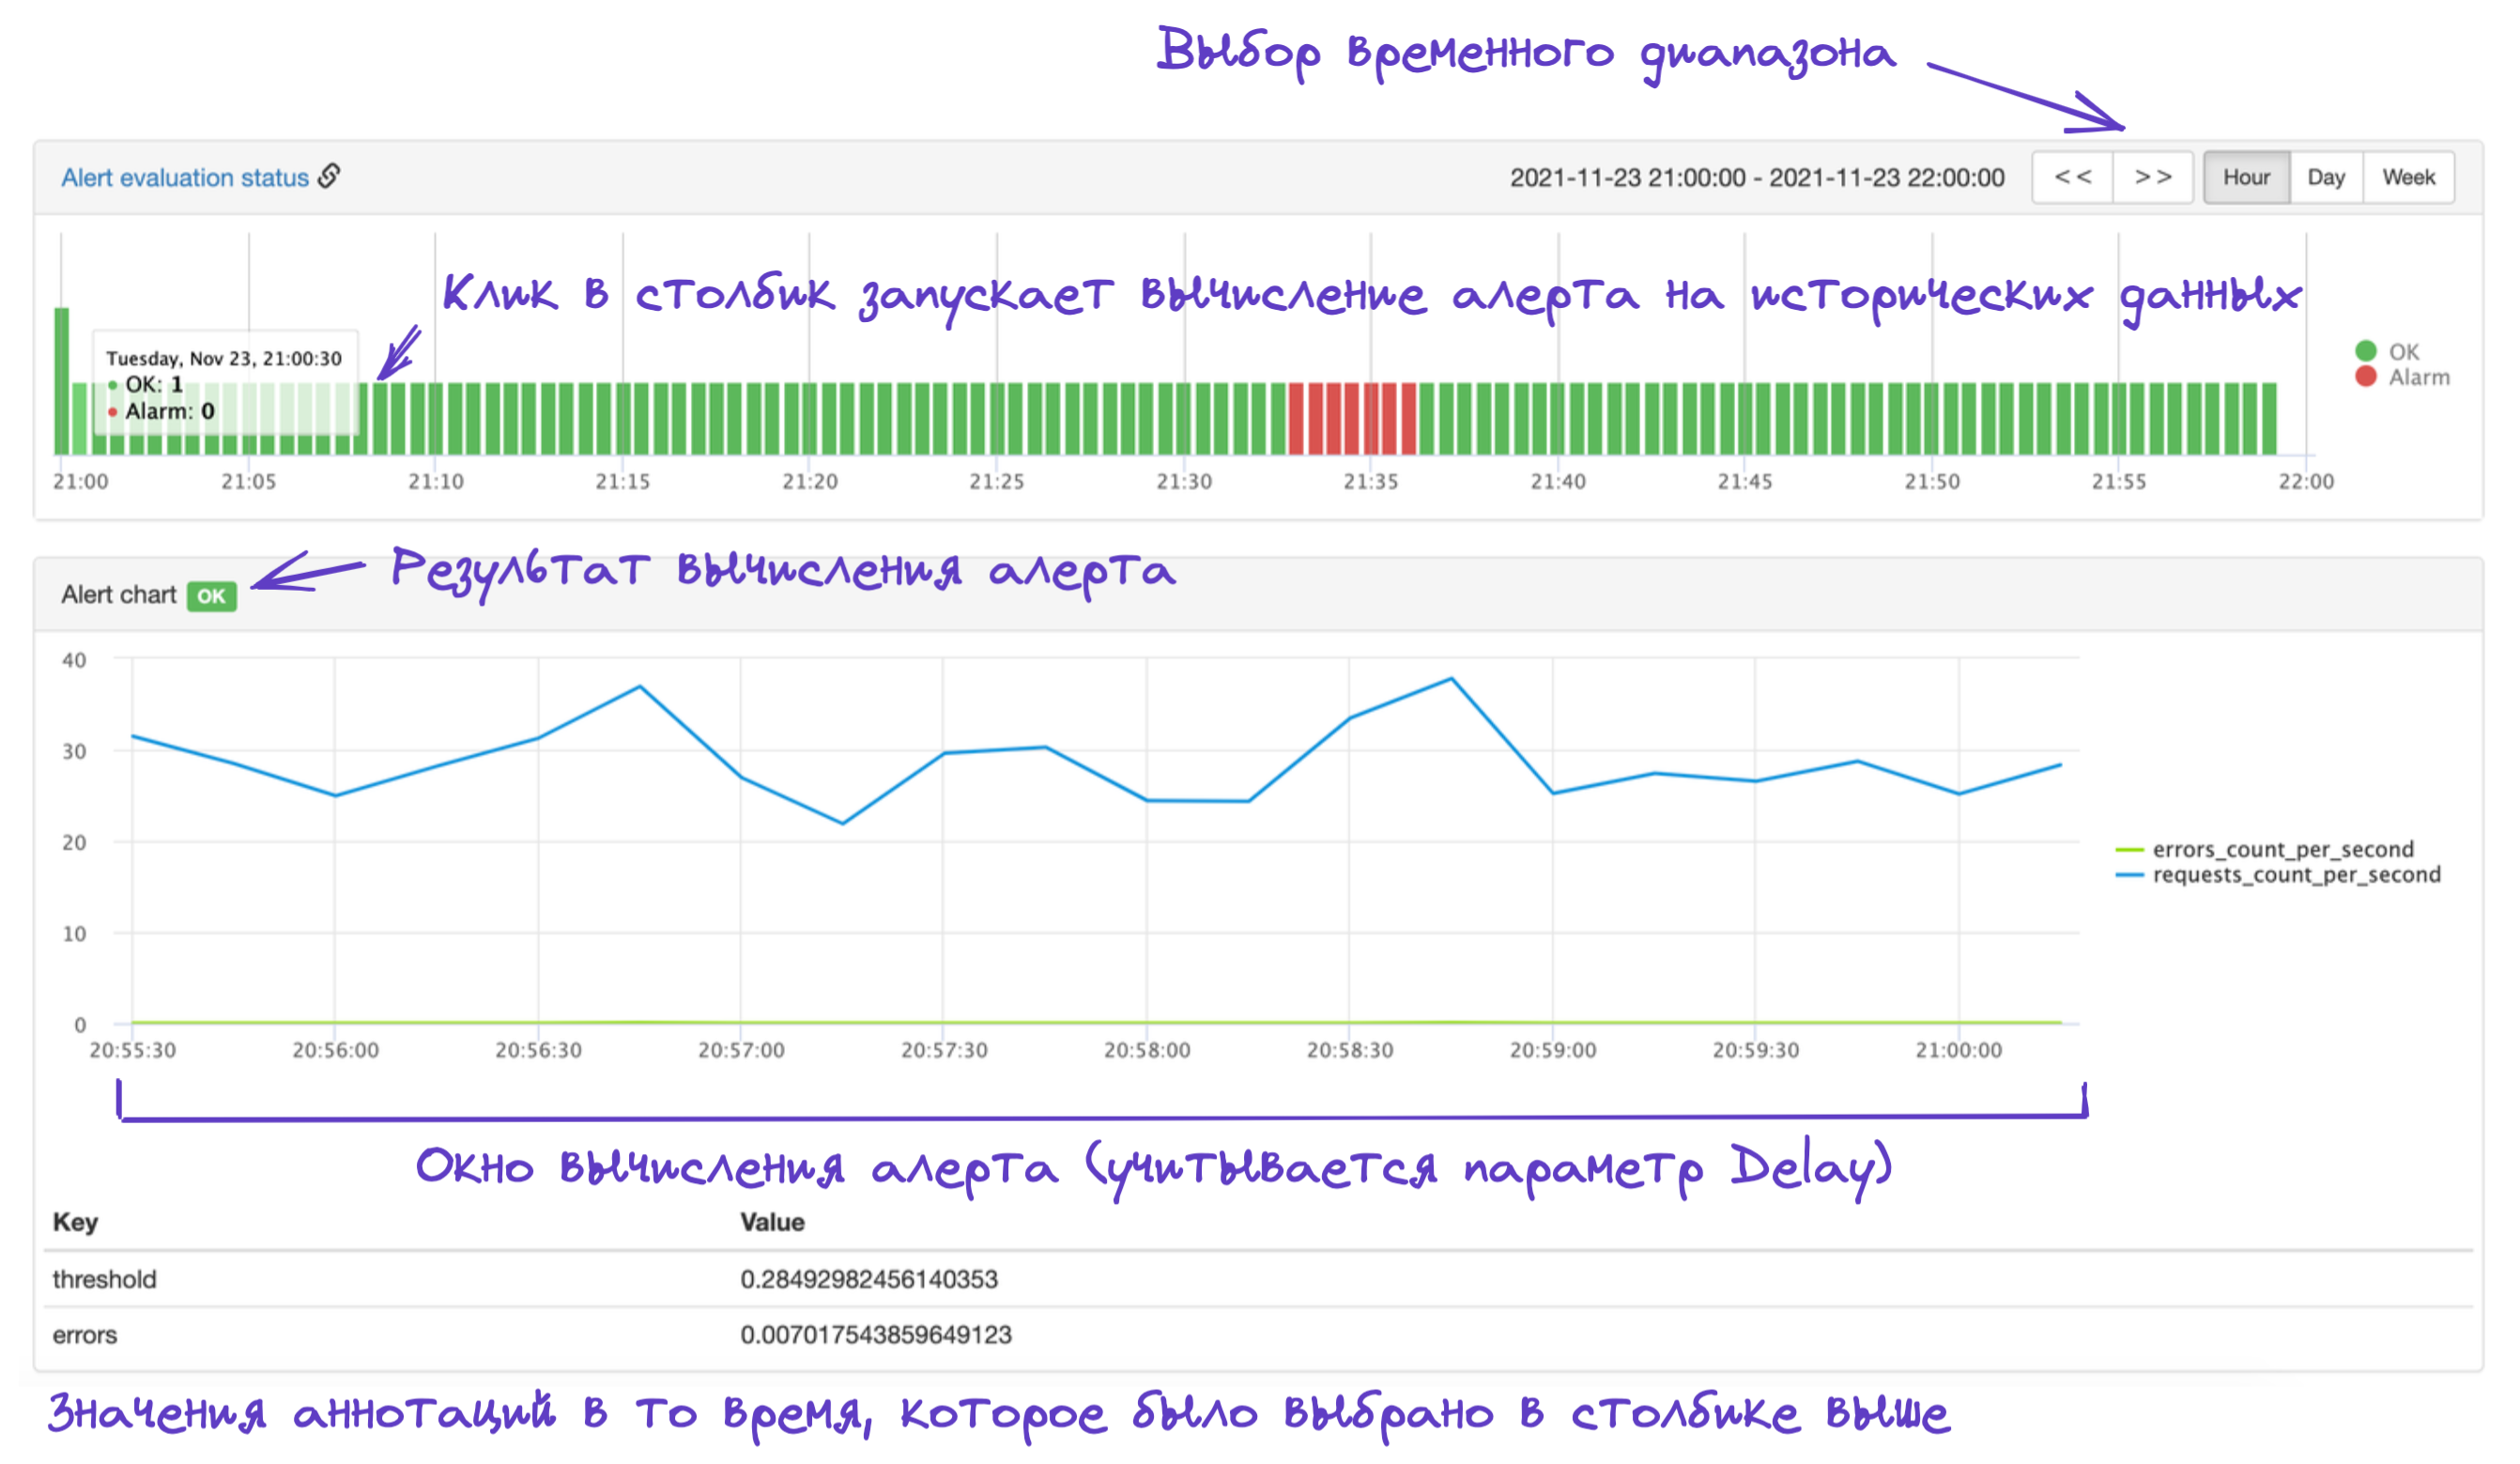 Выбор временного диапазона
Alert evaluation status
2021-11-23 21:00:00 - 2021-11-23 22:00:00
<< >> Hour Day Week
Клик в столбик запускает вычисление алерта на исторических данных
Tuesday, Nov 23, 21:00:30
OK: 1
Alarm: 0
OK
Alarm
21:00 21:05 21:10 21:15 21:20 21:25 21:30 21:35 21:40 21:45 21:50 21:55 22:00
Результат вычисления алерта
Alert chart OK
40
30
20
10
0
errors_count_per_second
requests_count_per_second
20:55:30 20:56:00 20:56:30 20:57:00 20:57:30 20:58:00 20:58:30 20:59:00 20:59:30 21:00:00
Окно вычисления алерта (учитывается параметр Delay)
Key Value
threshold 0.28492982456140353
errors 0.007017543859649123
Значения аннотаций в то время, которое было выбрано в столбике выше